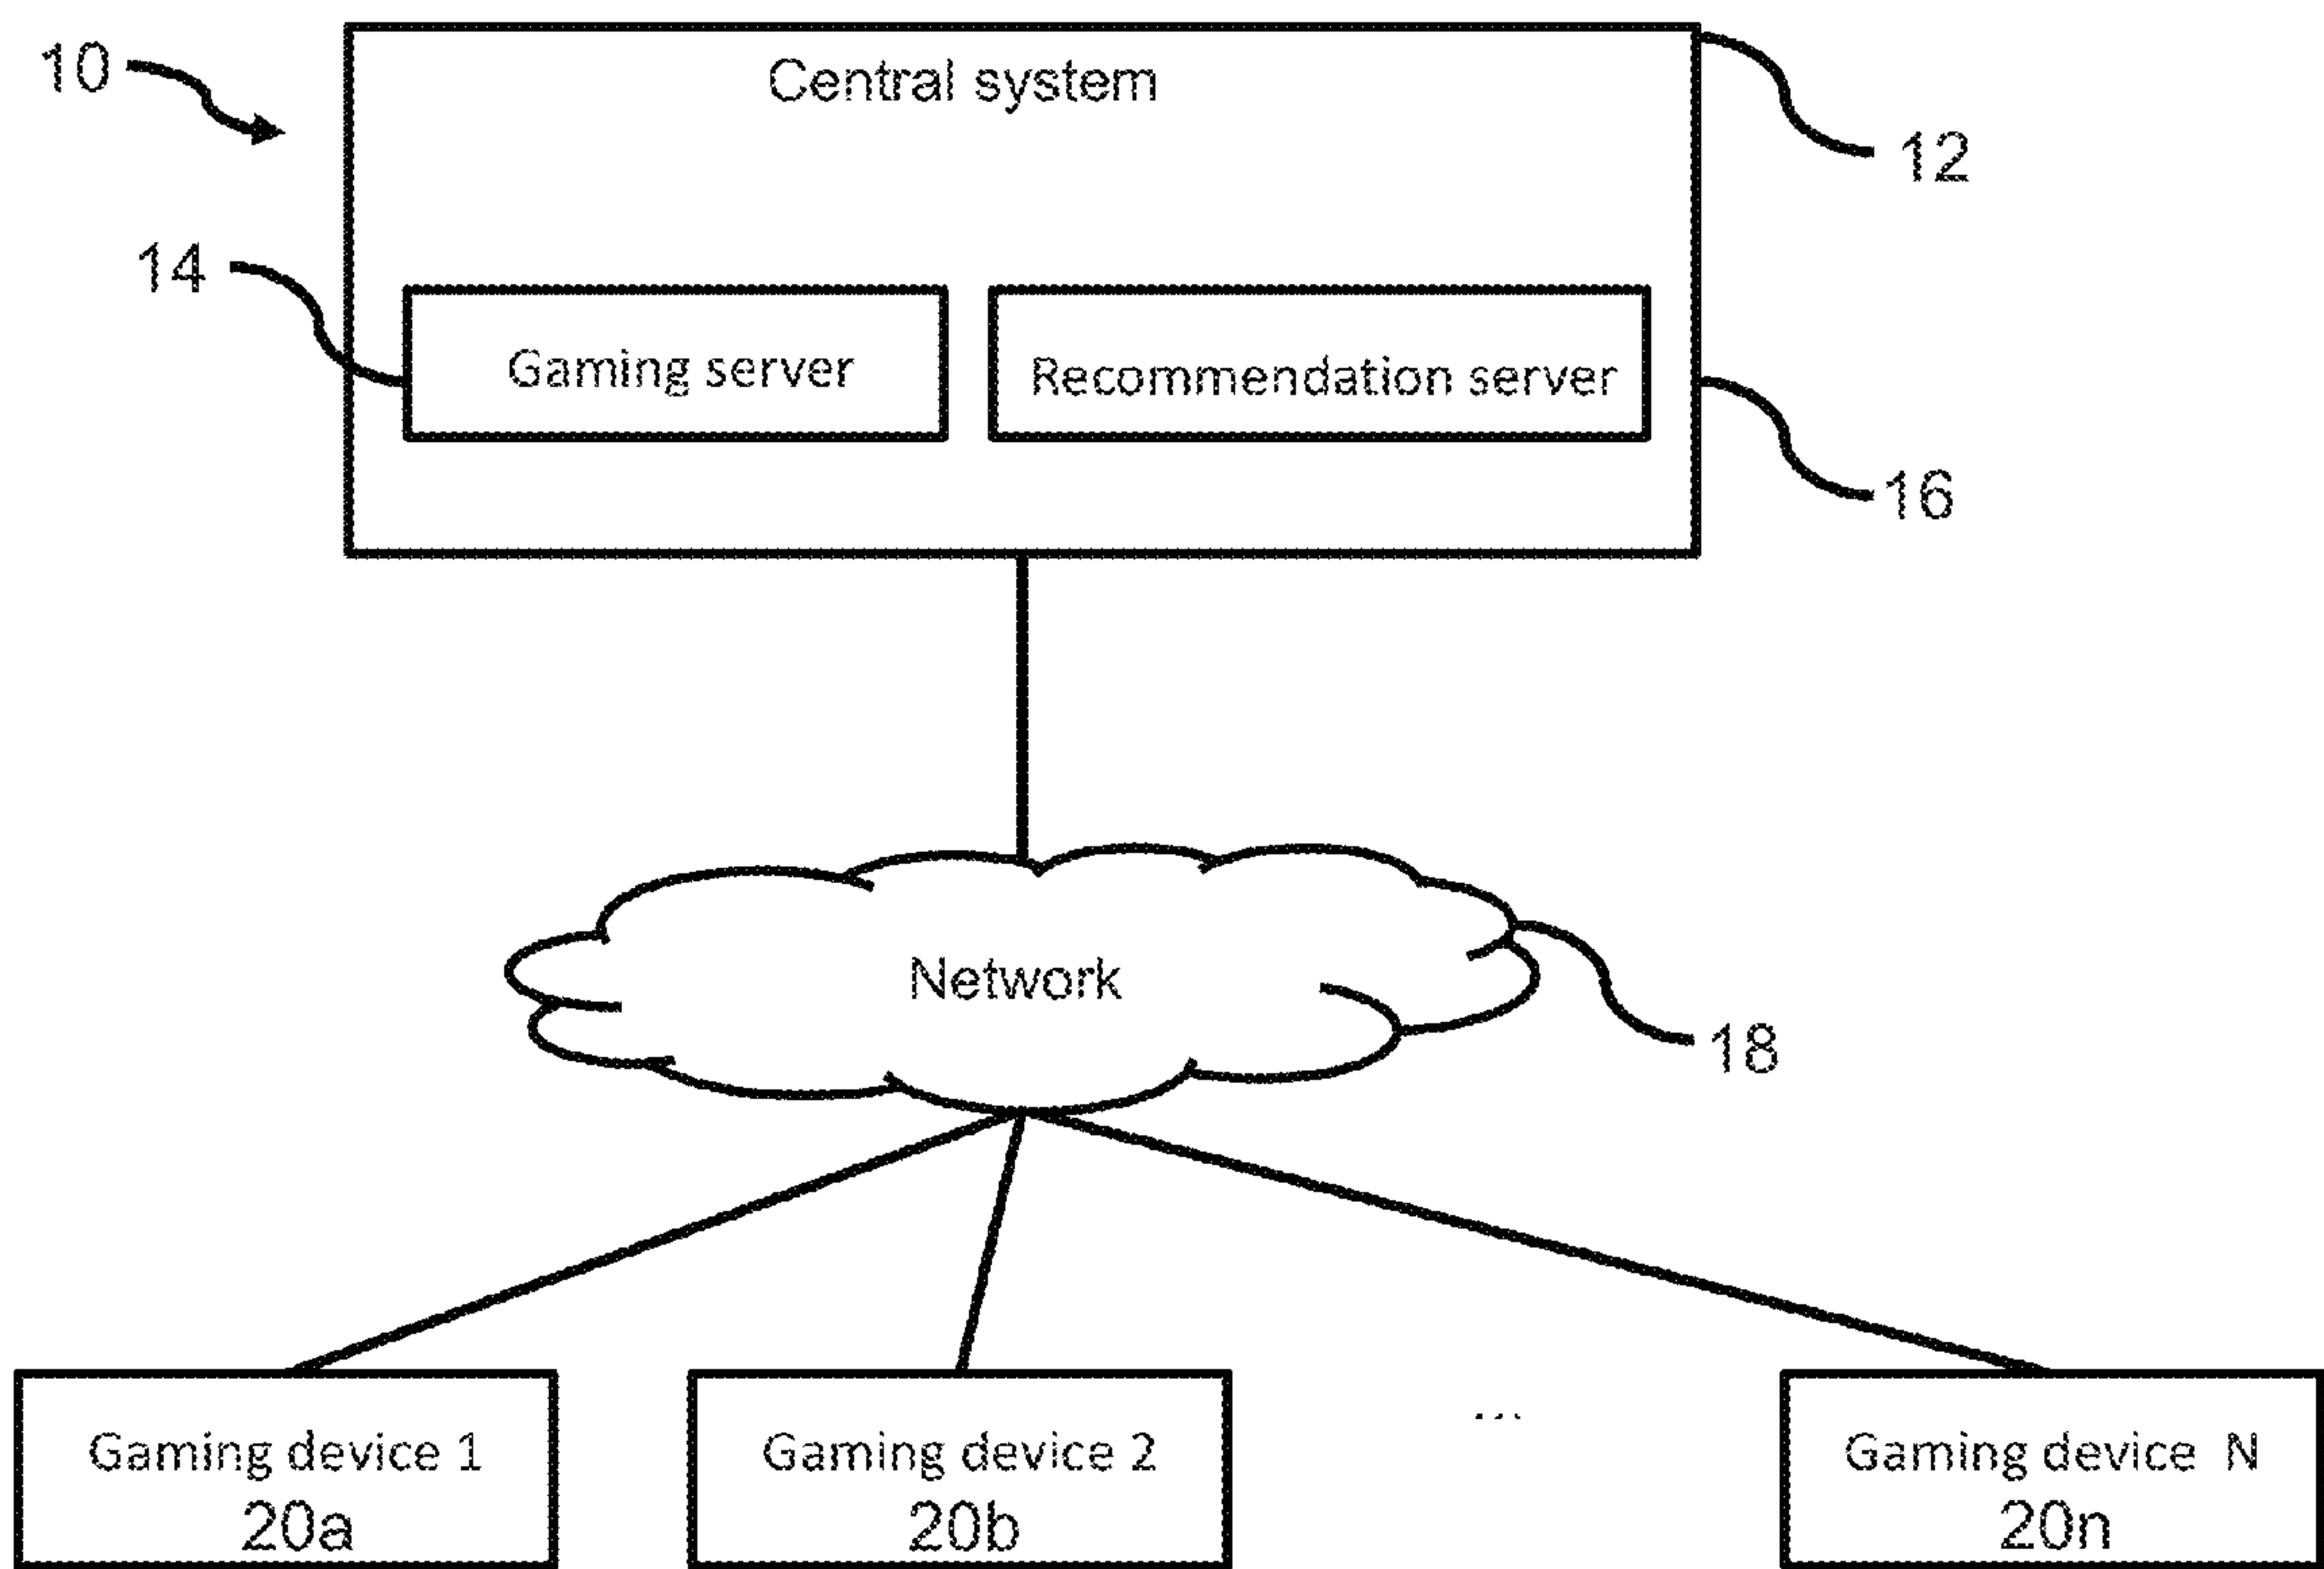 10
Central system
12
14
Gaming server
Recommendation server
16
Network
18
Gaming device 1
20a
Gaming device 2
20b
...
Gaming device N
20n